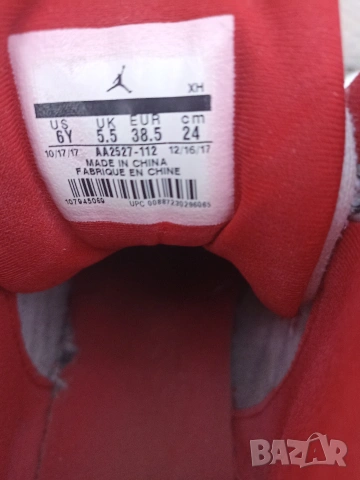 XH
US UK EUR cm
6Y 5.5 38.5 24
10/17/17 AA2527-112 12/16/17
MADE IN CHINA
FABRIQUE EN CHINE
107945069 UPC 00887230296065
BAZAR
bg